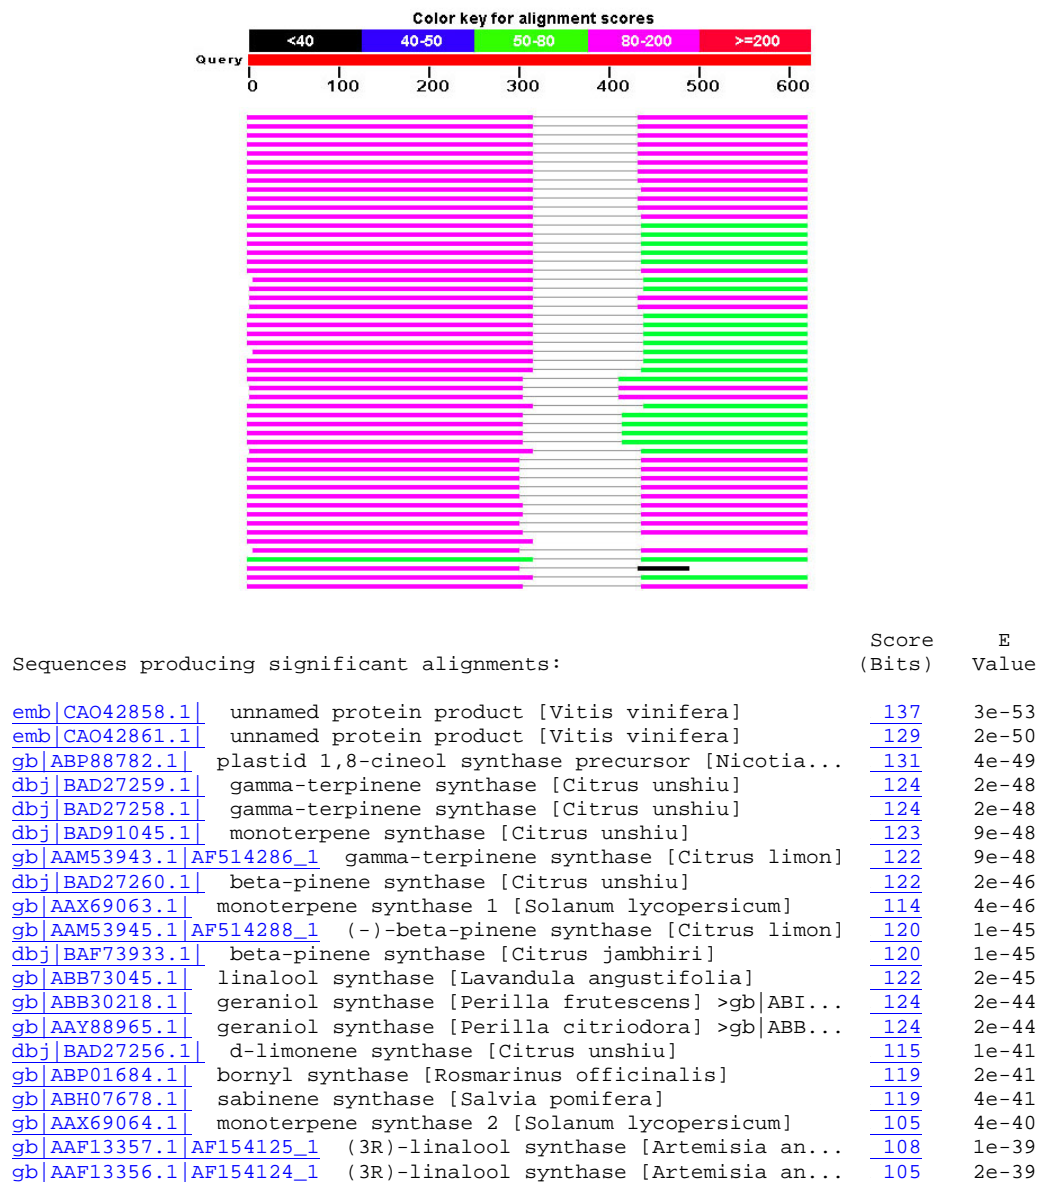 Color key for alignment scores
<40 40-50 50-80 80-200 >=200
Query
0 100 200 300 400 500 600
Score E
Sequences producing significant alignments: (Bits) Value
emb|CAO42858.1| unnamed protein product [Vitis vinifera] 137 3e-53
emb|CAO42861.1| unnamed protein product [Vitis vinifera] 129 2e-50
gb|ABP88782.1| plastid 1,8-cineol synthase precursor [Nicotia... 131 4e-49
dbj|BAD27259.1| gamma-terpinene synthase [Citrus unshiu] 124 2e-48
dbj|BAD27258.1| gamma-terpinene synthase [Citrus unshiu] 124 2e-48
dbj|BAD91045.1| monoterpene synthase [Citrus unshiu] 123 9e-48
gb|AAM53943.1|AF514286_1 gamma-terpinene synthase [Citrus limon] 122 9e-48
dbj|BAD27260.1| beta-pinene synthase [Citrus unshiu] 122 2e-46
gb|AAX69063.1| monoterpene synthase 1 [Solanum lycopersicum] 114 4e-46
gb|AAM53945.1|AF514288_1 (-)-beta-pinene synthase [Citrus limon] 120 1e-45
dbj|BAF73933.1| beta-pinene synthase [Citrus jambhiri] 120 1e-45
gb|ABB73045.1| linalool synthase [Lavandula angustifolia] 122 2e-45
gb|ABB30218.1| geraniol synthase [Perilla frutescens] >gb|ABI... 124 2e-44
gb|AAY88965.1| geraniol synthase [Perilla citriodora] >gb|ABB... 124 2e-44
dbj|BAD27256.1| d-limonene synthase [Citrus unshiu] 115 1e-41
gb|ABP01684.1| bornyl synthase [Rosmarinus officinalis] 119 2e-41
gb|ABH07678.1| sabinene synthase [Salvia pomifera] 119 4e-41
gb|AAX69064.1| monoterpene synthase 2 [Solanum lycopersicum] 105 4e-40
gb|AAF13357.1|AF154125_1 (3R)-linalool synthase [Artemisia an... 108 1e-39
gb|AAF13356.1|AF154124_1 (3R)-linalool synthase [Artemisia an... 105 2e-39